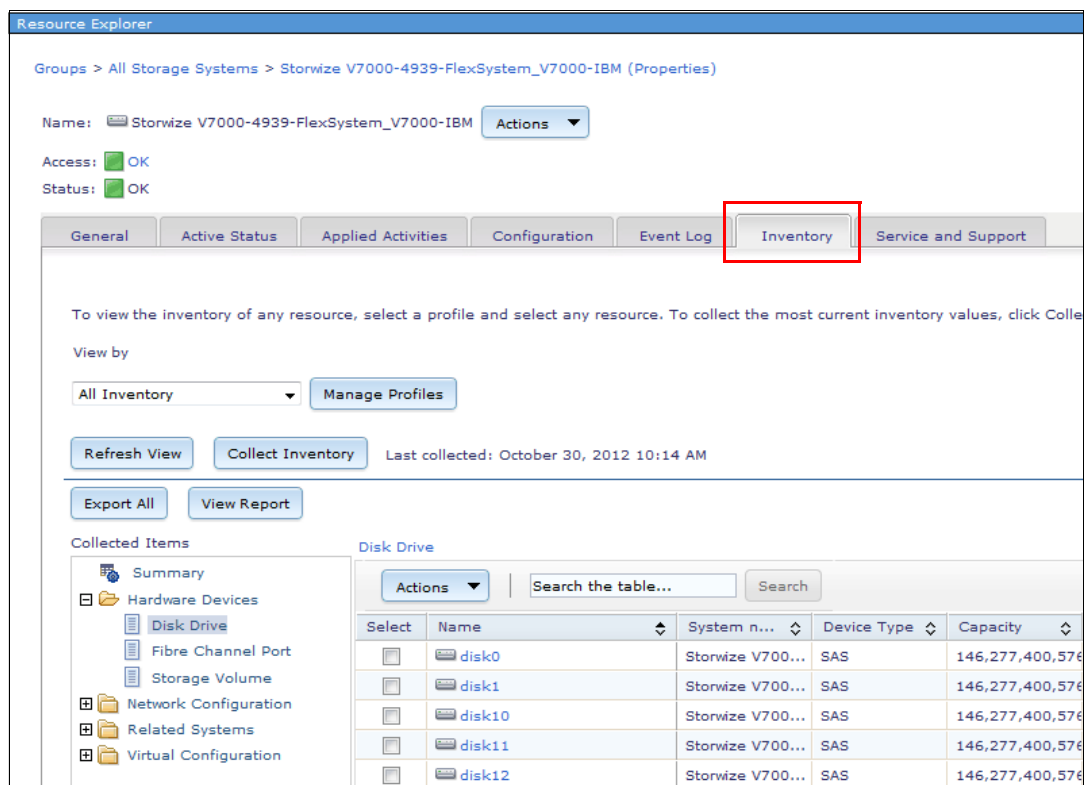 Resource Explorer
Groups > All Storage Systems > Storwize V7000-4939-FlexSystem_V7000-IBM (Properties)
Name: Storwize V7000-4939-FlexSystem_V7000-IBM Actions
Access: OK
Status: OK
General Active Status Applied Activities Configuration Event Log Inventory Service and Support
To view the inventory of any resource, select a profile and select any resource. To collect the most current inventory values, click Colle
View by
All Inventory Manage Profiles
Refresh View Collect Inventory Last collected: October 30, 2012 10:14 AM
Export All View Report
Collected Items
Summary
Hardware Devices
Disk Drive
Fibre Channel Port
Storage Volume
Network Configuration
Related Systems
Virtual Configuration
Disk Drive
Actions Search the table... Search
Select Name System n... Device Type Capacity
disk0 Storwize V700... SAS 146,277,400,576
disk1 Storwize V700... SAS 146,277,400,576
disk10 Storwize V700... SAS 146,277,400,576
disk11 Storwize V700... SAS 146,277,400,576
disk12 Storwize V700... SAS 146,277,400,576